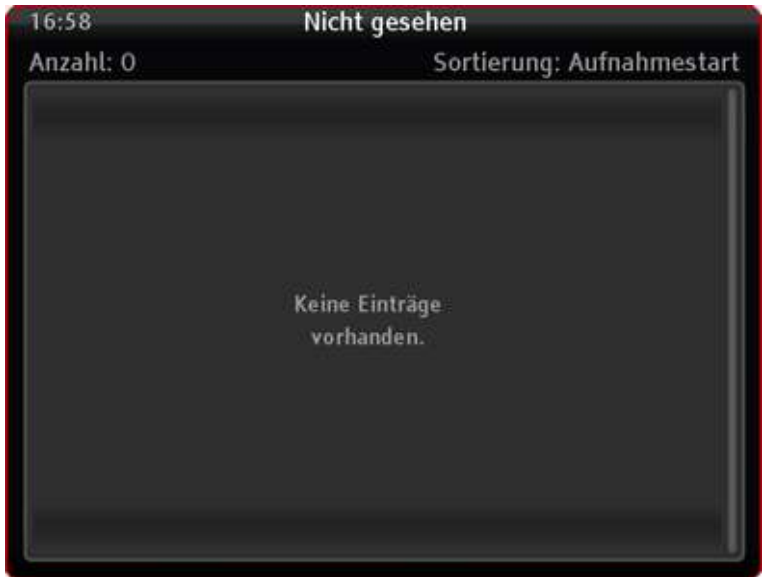 16:58 Nicht gesehen
Anzahl: 0 Sortierung: Aufnahmestart
Keine Einträge
vorhanden.